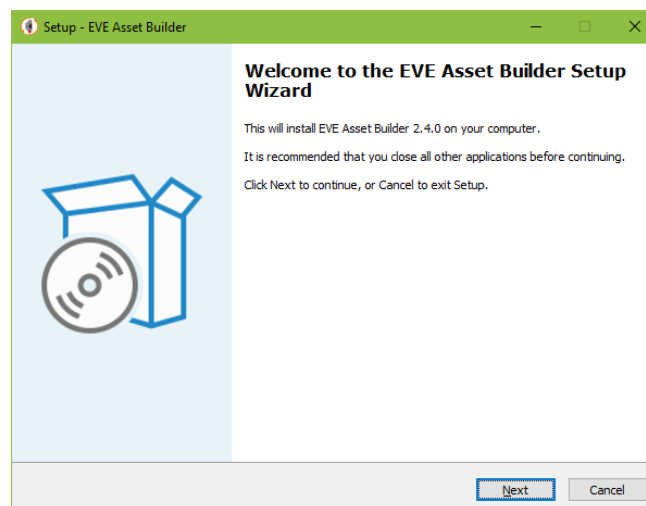 Setup - EVE Asset Builder
Welcome to the EVE Asset Builder Setup
Wizard
This will install EVE Asset Builder 2.4.0 on your computer.
It is recommended that you close all other applications before continuing.
Click Next to continue, or Cancel to exit Setup.
Next
Cancel